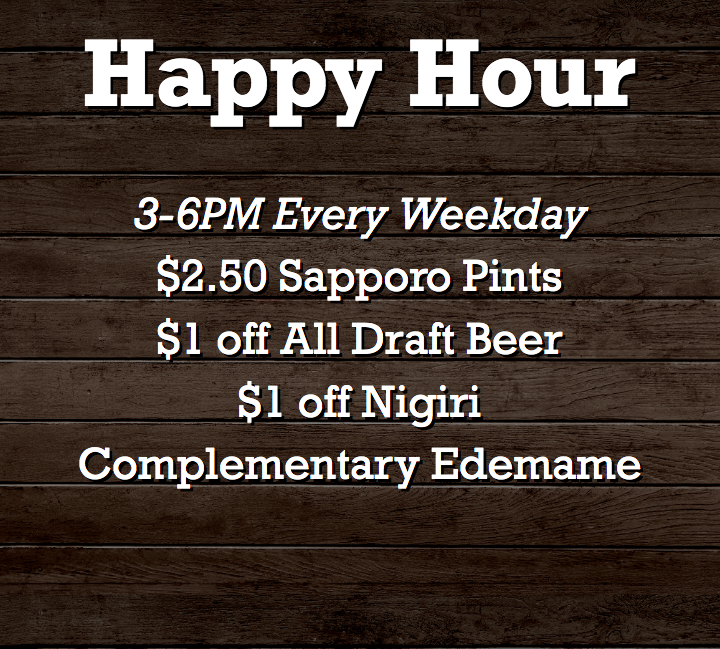 Happy Hour
3-6PM Every Weekday
$2.50 Sapporo Pints
$1 off All Draft Beer
$1 off Nigiri
Complementary Edemame